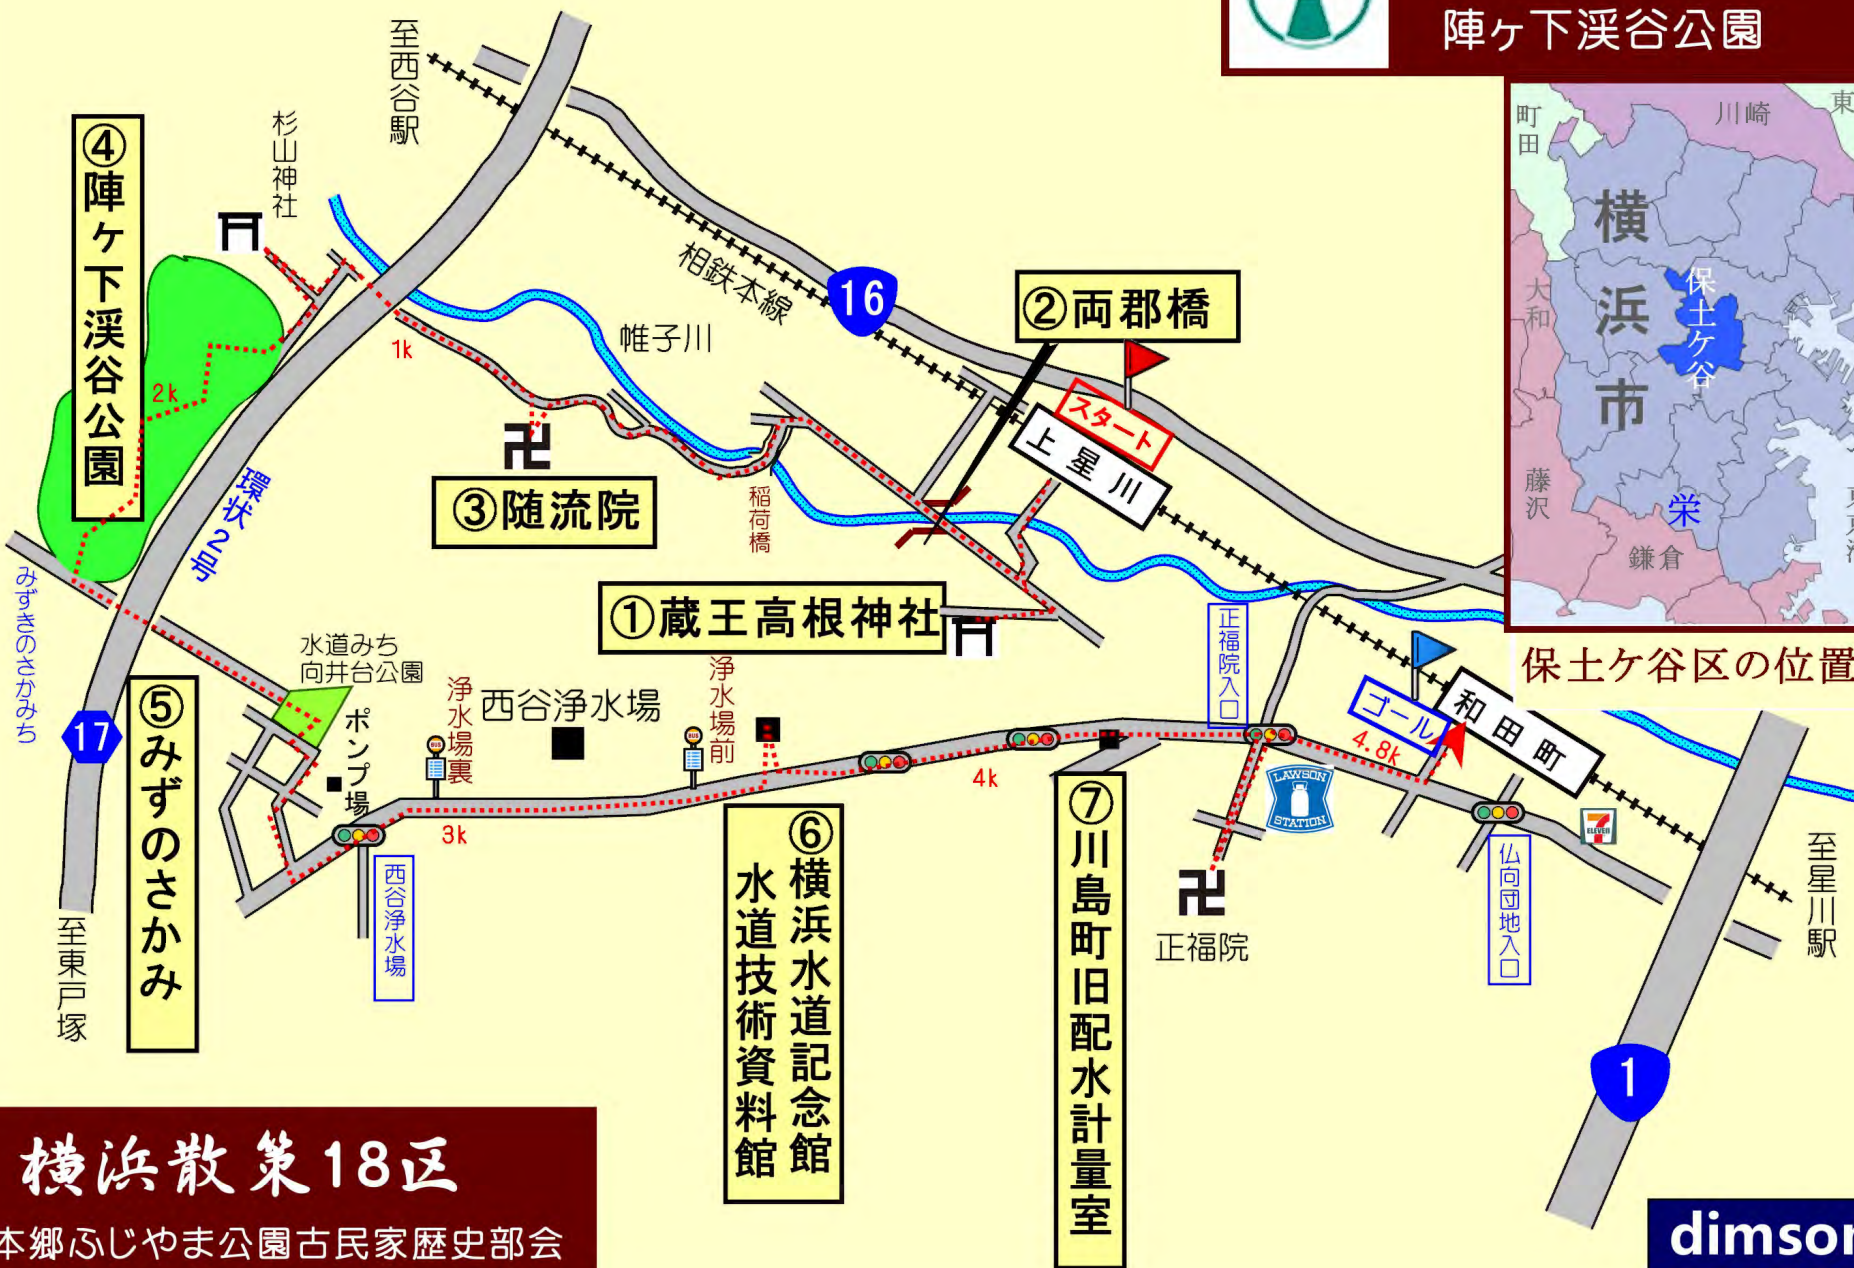 陣ヶ下渓谷公園
町田
川崎
東
横浜市
保土ケ谷
大和
藤沢
栄
鎌倉
保土ケ谷区の位置
至西谷駅
杉山神社
④陣ヶ下渓谷公園
相鉄本線
16
②両郡橋
帷子川
1k
2k
スタート
上星川
③随流院
稲荷橋
環状2号
みずきのさかみち
①蔵王高根神社
正福院入口
水道みち
向井台公園
⑤みずのさかみ
17
ポンプ場
BUS
浄水場裏
西谷浄水場
BUS
浄水場前
ゴール
和田町
4.8k
4k
3k
LAWSON
STATION
7
ELEVEN
至星川駅
西谷浄水場
⑥横浜水道記念館
水道技術資料館
⑦川島町旧配水計量室
正福院
仏向団地入口
至東戸塚
1
横浜散策18区
本郷ふじやま公園古民家歴史部会
dimson